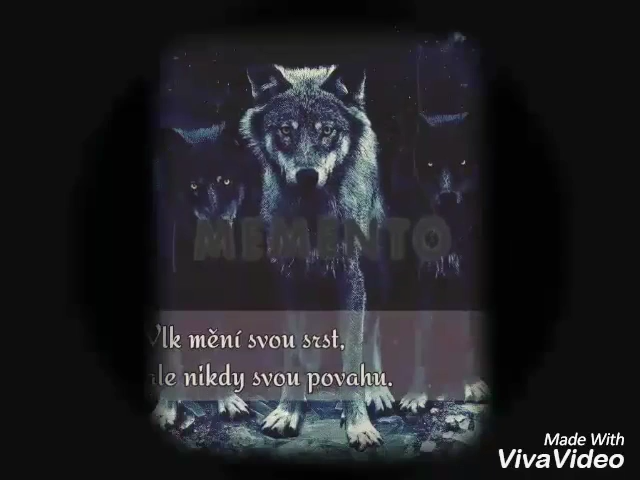 MEMENTO
Vlk mění svou srst,
ale nikdy svou povahu.
Made With
VivaVideo